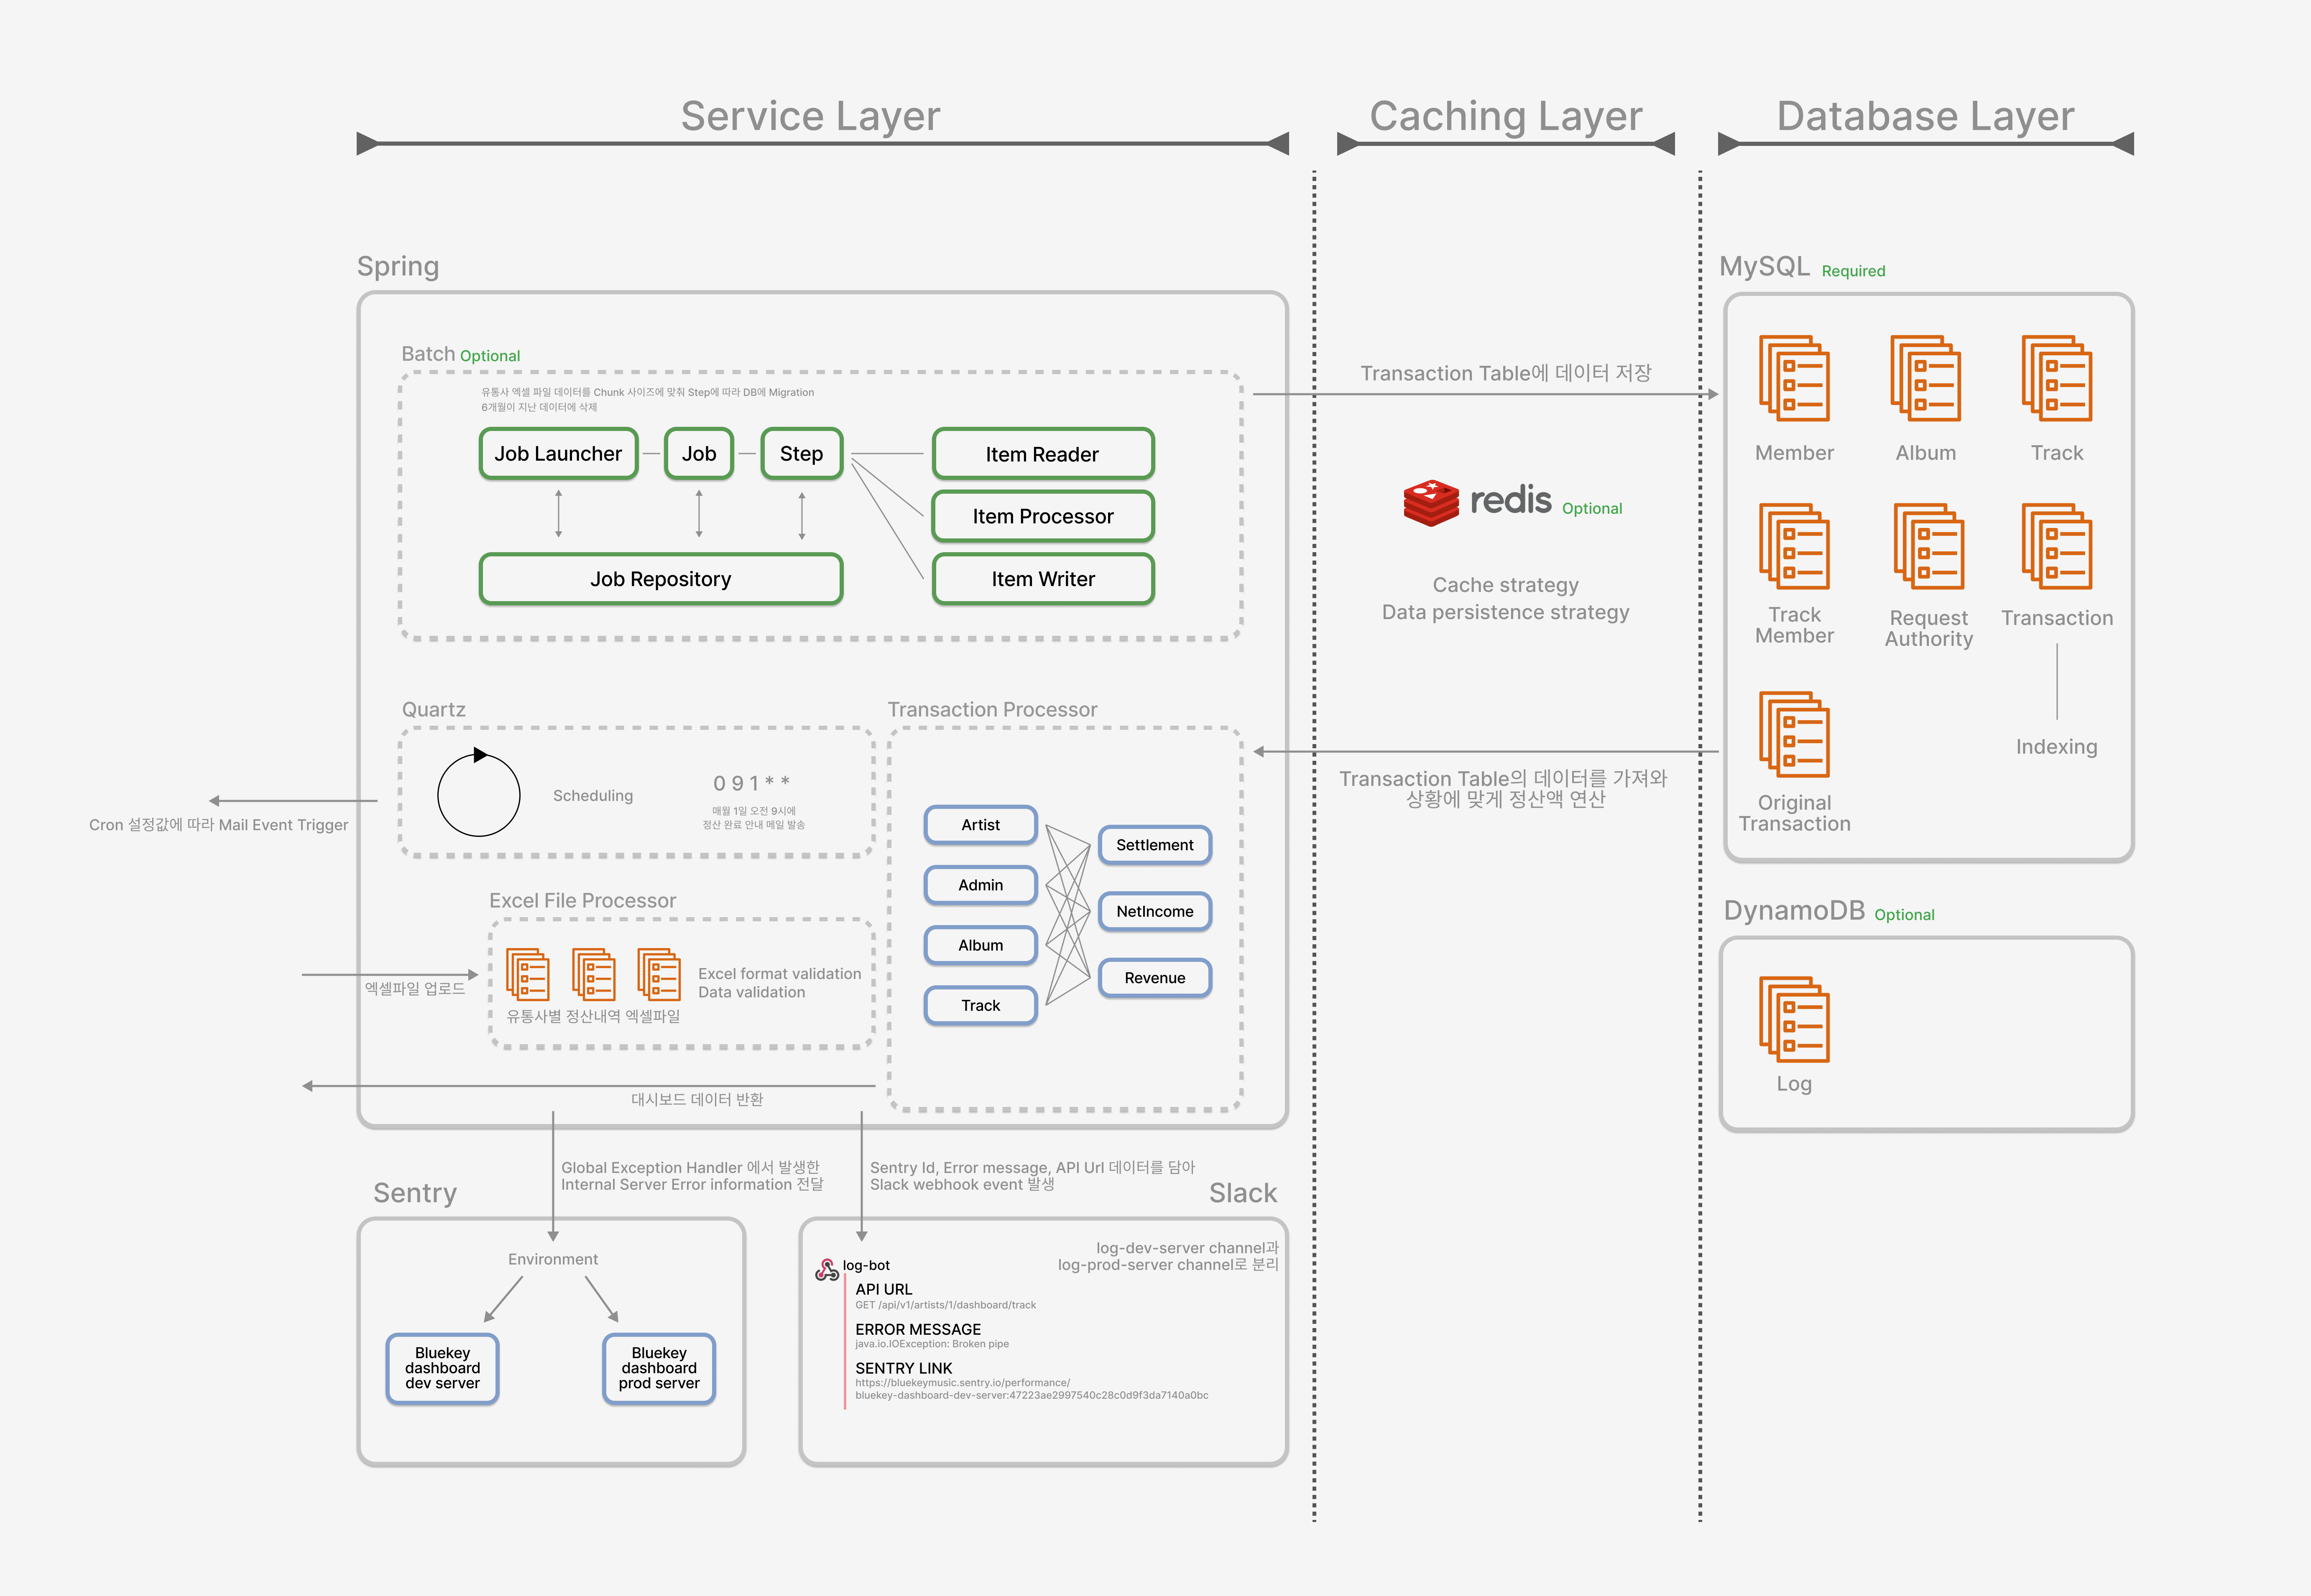 Service Layer
Caching Layer
Database Layer
Spring
Batch Optional
유통사 엑셀 파일 데이터를 Chunk 사이즈에 맞춰 Step에 따라 DB에 Migration
6개월이 지난 데이터에 삭제
Job Launcher
Job
Step
Item Reader
Item Processor
Item Writer
Job Repository
Quartz
Scheduling
0 9 1 * *
매월 1일 오전 9시에
정산 완료 안내 메일 발송
Cron 설정값에 따라 Mail Event Trigger
Excel File Processor
Excel format validation
Data validation
유통사별 정산내역 엑셀파일
엑셀파일 업로드
Transaction Processor
Artist
Admin
Album
Track
Settlement
NetIncome
Revenue
대시보드 데이터 반환
Global Exception Handler 에서 발생한
Internal Server Error information 전달
Sentry Id, Error message, API Url 데이터를 담아
Slack webhook event 발생
Sentry
Environment
Bluekey
dashboard
dev server
Bluekey
dashboard
prod server
Slack
log-dev-server channel과
log-prod-server channel로 분리
log-bot
API URL
GET /api/v1/artists/1/dashboard/track
ERROR MESSAGE
java.io.IOException: Broken pipe
SENTRY LINK
https://bluekeymusic.sentry.io/performance/
bluekey-dashboard-dev-server:47223ae2997540c28c0d9f3da7140a0bc
Transaction Table에 데이터 저장
redis Optional
Cache strategy
Data persistence strategy
Transaction Table의 데이터를 가져와
상황에 맞게 정산액 연산
MySQL Required
Member
Album
Track
Track
Member
Request
Authority
Transaction
Indexing
Original
Transaction
DynamoDB Optional
Log